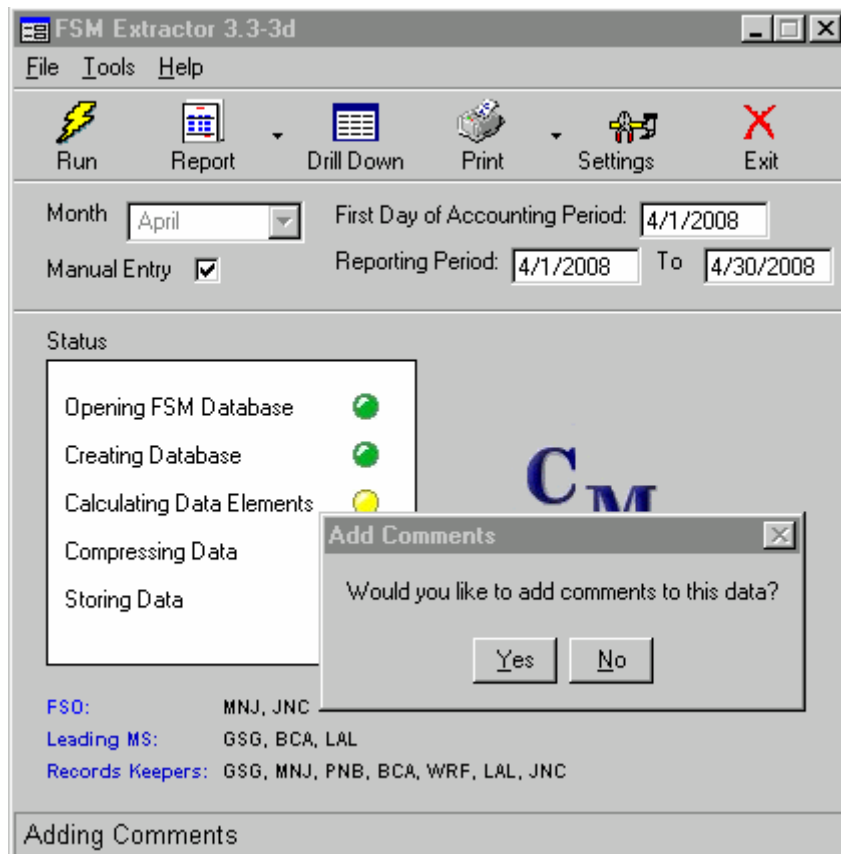 FSM Extractor 3.3-3d
File Tools Help
Run Report Drill Down Print Settings Exit
Month April First Day of Accounting Period: 4/1/2008
Manual Entry Reporting Period: 4/1/2008 To 4/30/2008
Status
Opening FSM Database
Creating Database
Calculating Data Elements
Compressing Data
Storing Data
C
M
Add Comments
Would you like to add comments to this data?
Yes No
FSO: MNJ, JNC
Leading MS: GSG, BCA, LAL
Records Keepers: GSG, MNJ, PNB, BCA, WRF, LAL, JNC
Adding Comments